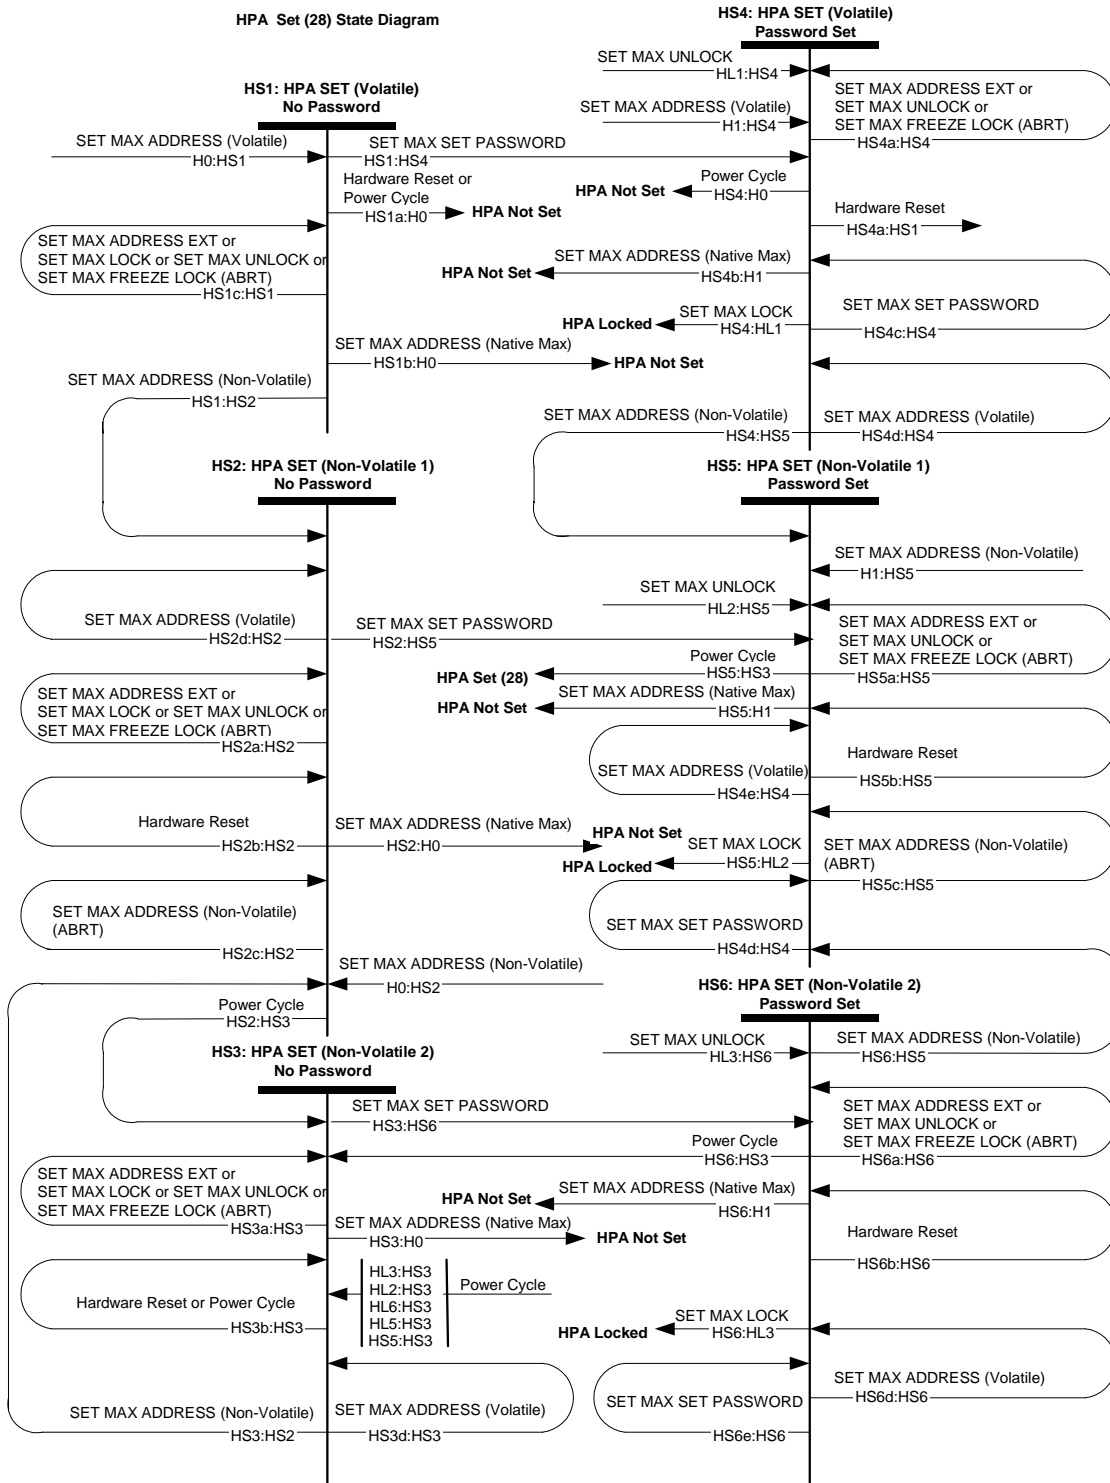 HPA Set (28) State Diagram
HS4: HPA SET (Volatile)
Password Set
SET MAX UNLOCK
HL1:HS4
HS1: HPA SET (Volatile)
No Password
SET MAX ADDRESS EXT or
SET MAX UNLOCK or
SET MAX FREEZE LOCK (ABRT)
HS4a:HS4
SET MAX ADDRESS (Volatile)
H1:HS4
SET MAX ADDRESS (Volatile)
H0:HS1
SET MAX SET PASSWORD
HS1:HS4
Hardware Reset or
Power Cycle
HS1a:H0
HPA Not Set
Power Cycle
HS4:H0
HPA Not Set
Hardware Reset
HS4a:HS1
SET MAX ADDRESS EXT or
SET MAX LOCK or SET MAX UNLOCK or
SET MAX FREEZE LOCK (ABRT)
HS1c:HS1
SET MAX ADDRESS (Native Max)
HPA Not Set
HS4b:H1
SET MAX LOCK
HPA Locked
HS4:HL1
SET MAX SET PASSWORD
HS4c:HS4
SET MAX ADDRESS (Native Max)
HS1b:H0
HPA Not Set
SET MAX ADDRESS (Non-Volatile)
HS1:HS2
SET MAX ADDRESS (Non-Volatile)
HS4:HS5
SET MAX ADDRESS (Volatile)
HS4d:HS4
HS2: HPA SET (Non-Volatile 1)
No Password
HS5: HPA SET (Non-Volatile 1)
Password Set
SET MAX ADDRESS (Non-Volatile)
H1:HS5
SET MAX UNLOCK
HL2:HS5
SET MAX ADDRESS (Volatile)
HS2d:HS2
SET MAX SET PASSWORD
HS2:HS5
SET MAX ADDRESS EXT or
SET MAX UNLOCK or
SET MAX FREEZE LOCK (ABRT)
HS5a:HS5
Power Cycle
HS5:HS3
HPA Set (28)
SET MAX ADDRESS EXT or
SET MAX LOCK or SET MAX UNLOCK or
SET MAX FREEZE LOCK (ABRT)
HS2a:HS2
SET MAX ADDRESS (Native Max)
HPA Not Set
HS5:H1
SET MAX ADDRESS (Volatile)
HS4e:HS4
Hardware Reset
HS5b:HS5
Hardware Reset
HS2b:HS2
SET MAX ADDRESS (Native Max)
HS2:H0
HPA Not Set
SET MAX LOCK
HPA Locked
HS5:HL2
SET MAX ADDRESS (Non-Volatile)
(ABRT)
HS5c:HS5
SET MAX ADDRESS (Non-Volatile)
(ABRT)
HS2c:HS2
SET MAX SET PASSWORD
HS4d:HS4
SET MAX ADDRESS (Non-Volatile)
H0:HS2
HS6: HPA SET (Non-Volatile 2)
Password Set
Power Cycle
HS2:HS3
HS3: HPA SET (Non-Volatile 2)
No Password
SET MAX UNLOCK
HL3:HS6
SET MAX ADDRESS (Non-Volatile)
HS6:HS5
SET MAX SET PASSWORD
HS3:HS6
SET MAX ADDRESS EXT or
SET MAX UNLOCK or
SET MAX FREEZE LOCK (ABRT)
HS6a:HS6
Power Cycle
HS6:HS3
SET MAX ADDRESS EXT or
SET MAX LOCK or SET MAX UNLOCK or
SET MAX FREEZE LOCK (ABRT)
HS3a:HS3
SET MAX ADDRESS (Native Max)
HPA Not Set
HS6:H1
SET MAX ADDRESS (Native Max)
HS3:H0
HPA Not Set
Hardware Reset
HS6b:HS6
HL3:HS3
HL2:HS3
HL6:HS3
HL5:HS3
HS5:HS3
Power Cycle
Hardware Reset or Power Cycle
HS3b:HS3
SET MAX LOCK
HPA Locked
HS6:HL3
SET MAX ADDRESS (Volatile)
HS6d:HS6
SET MAX SET PASSWORD
HS6e:HS6
SET MAX ADDRESS (Non-Volatile)
HS3:HS2
SET MAX ADDRESS (Volatile)
HS3d:HS3